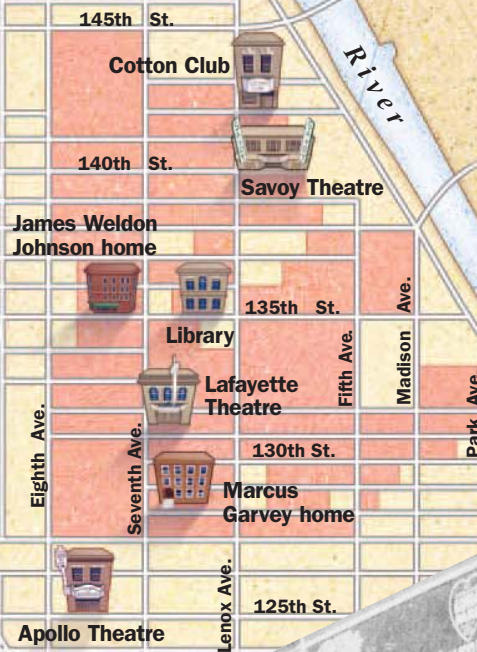 145th St.
Cotton Club
River
140th St.
Savoy Theatre
James Weldon
Johnson home
135th St.
Library
Lafayette
Theatre
Fifth Ave.
Madison Ave.
Park Ave
Eighth Ave.
Seventh Ave.
130th St.
Marcus
Garvey home
Lenox Ave.
125th St.
Apollo Theatre